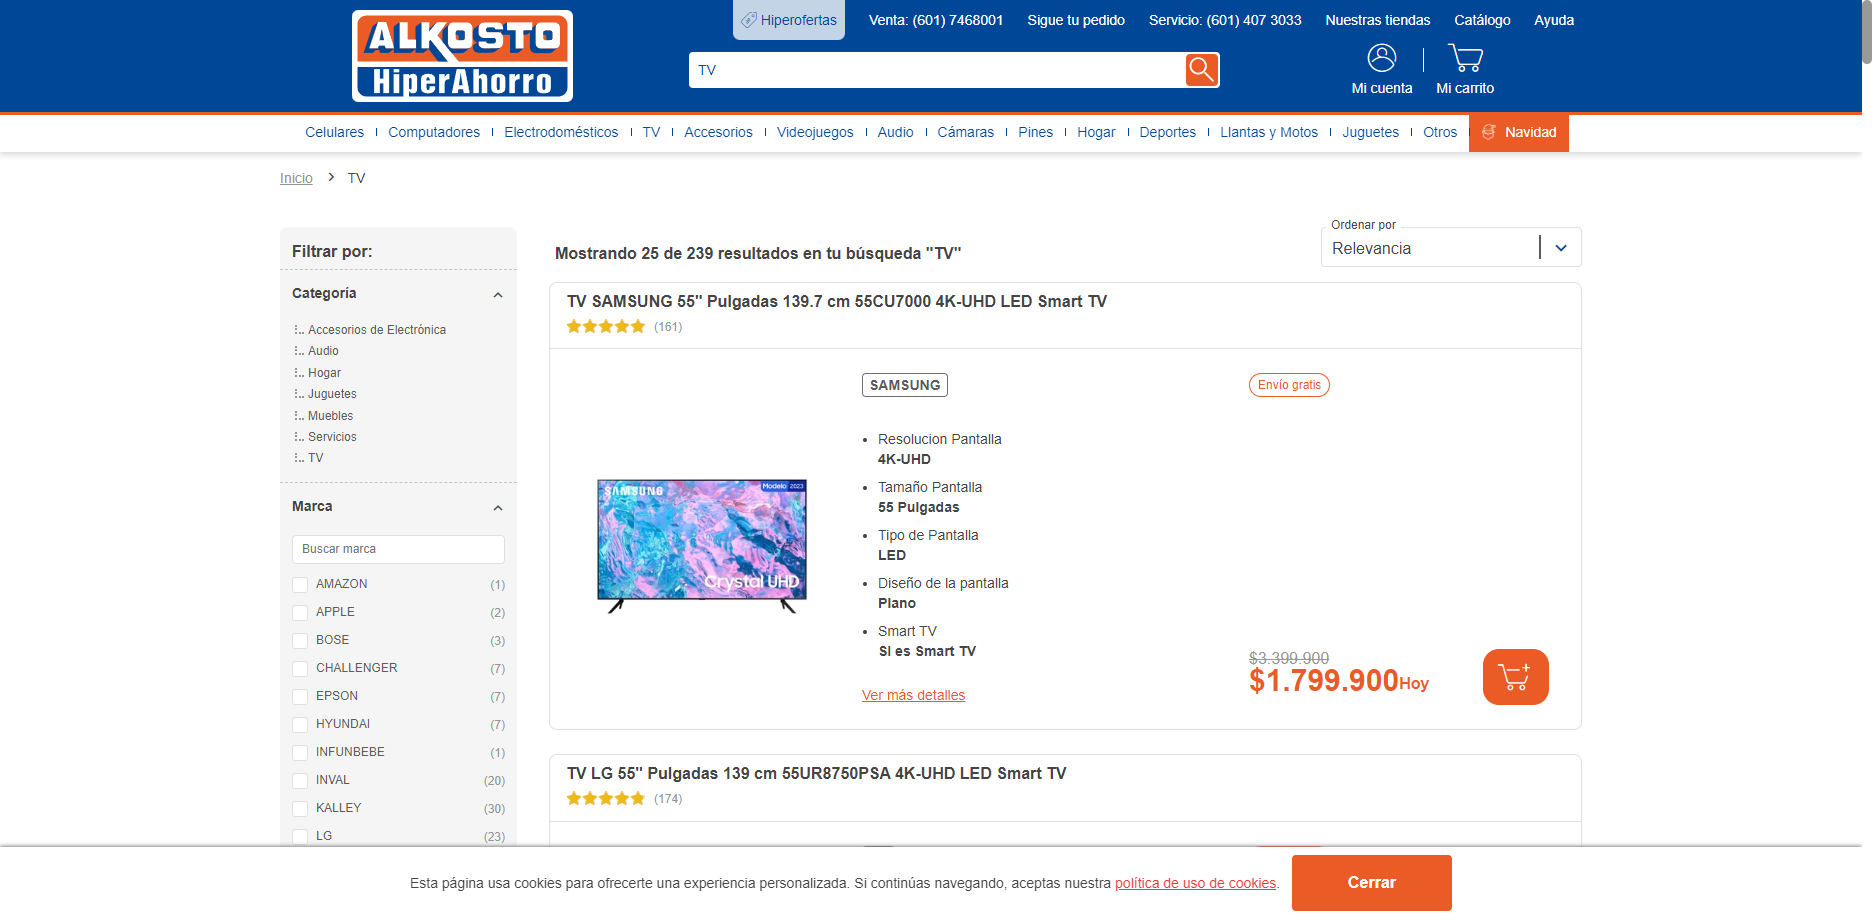 Hiperofertas
Venta: (601) 7468001
Sigue tu pedido
Servicio: (601) 407 3033
Nuestras tiendas
Catálogo
Ayuda
ALKOSTO
HiperAhorro
TV
Mi cuenta
Mi carrito
Celulares
Computadores
Electrodomésticos
TV
Accesorios
Videojuegos
Audio
Cámaras
Pines
Hogar
Deportes
Llantas y Motos
Juguetes
Otros
Navidad
Inicio > TV
Filtrar por:
Categoría
Accesorios de Electrónica
Audio
Hogar
Juguetes
Muebles
Servicios
TV
Marca
Buscar marca
AMAZON (1)
APPLE (2)
BOSE (3)
CHALLENGER (7)
EPSON (7)
HYUNDAI (7)
INFUNBEBE (1)
INVAL (20)
KALLEY (30)
LG (23)
Mostrando 25 de 239 resultados en tu búsqueda "TV"
Ordenar por
Relevancia
TV SAMSUNG 55" Pulgadas 139.7 cm 55CU7000 4K-UHD LED Smart TV
(161)
SAMSUNG
Modelo 2023
Crystal UHD
SAMSUNG
Envío gratis
Resolucion Pantalla
4K-UHD
Tamaño Pantalla
55 Pulgadas
Tipo de Pantalla
LED
Diseño de la pantalla
Plano
Smart TV
Si es Smart TV
Ver más detalles
$3.399.900
$1.799.900 Hoy
TV LG 55" Pulgadas 139 cm 55UR8750PSA 4K-UHD LED Smart TV
(174)
Esta página usa cookies para ofrecerte una experiencia personalizada. Si continúas navegando, aceptas nuestra política de uso de cookies.
Cerrar